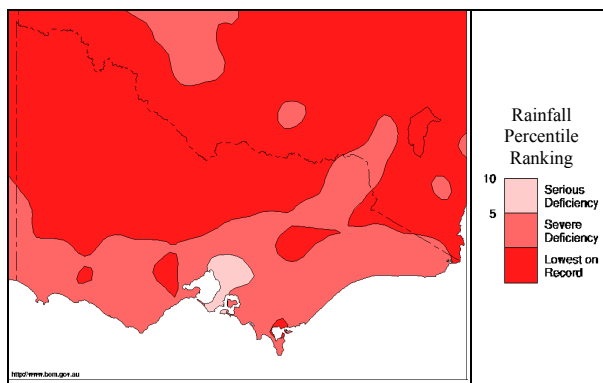 Rainfall
Percentile
Ranking
10
Serious
Deficiency
5
Severe
Deficiency
Lowest on
Record
http://www.bom.gov.au